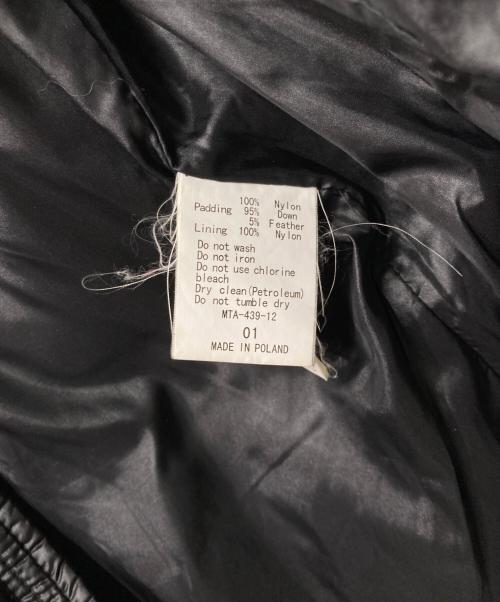 100% Nylon
Padding 95% Down
5% Feather
Lining 100% Nylon
Do not wash
Do not iron
Do not use chlorine
bleach
Dry clean(Petroleum)
Do not tumble dry
MTA-439-12
01
MADE IN POLAND